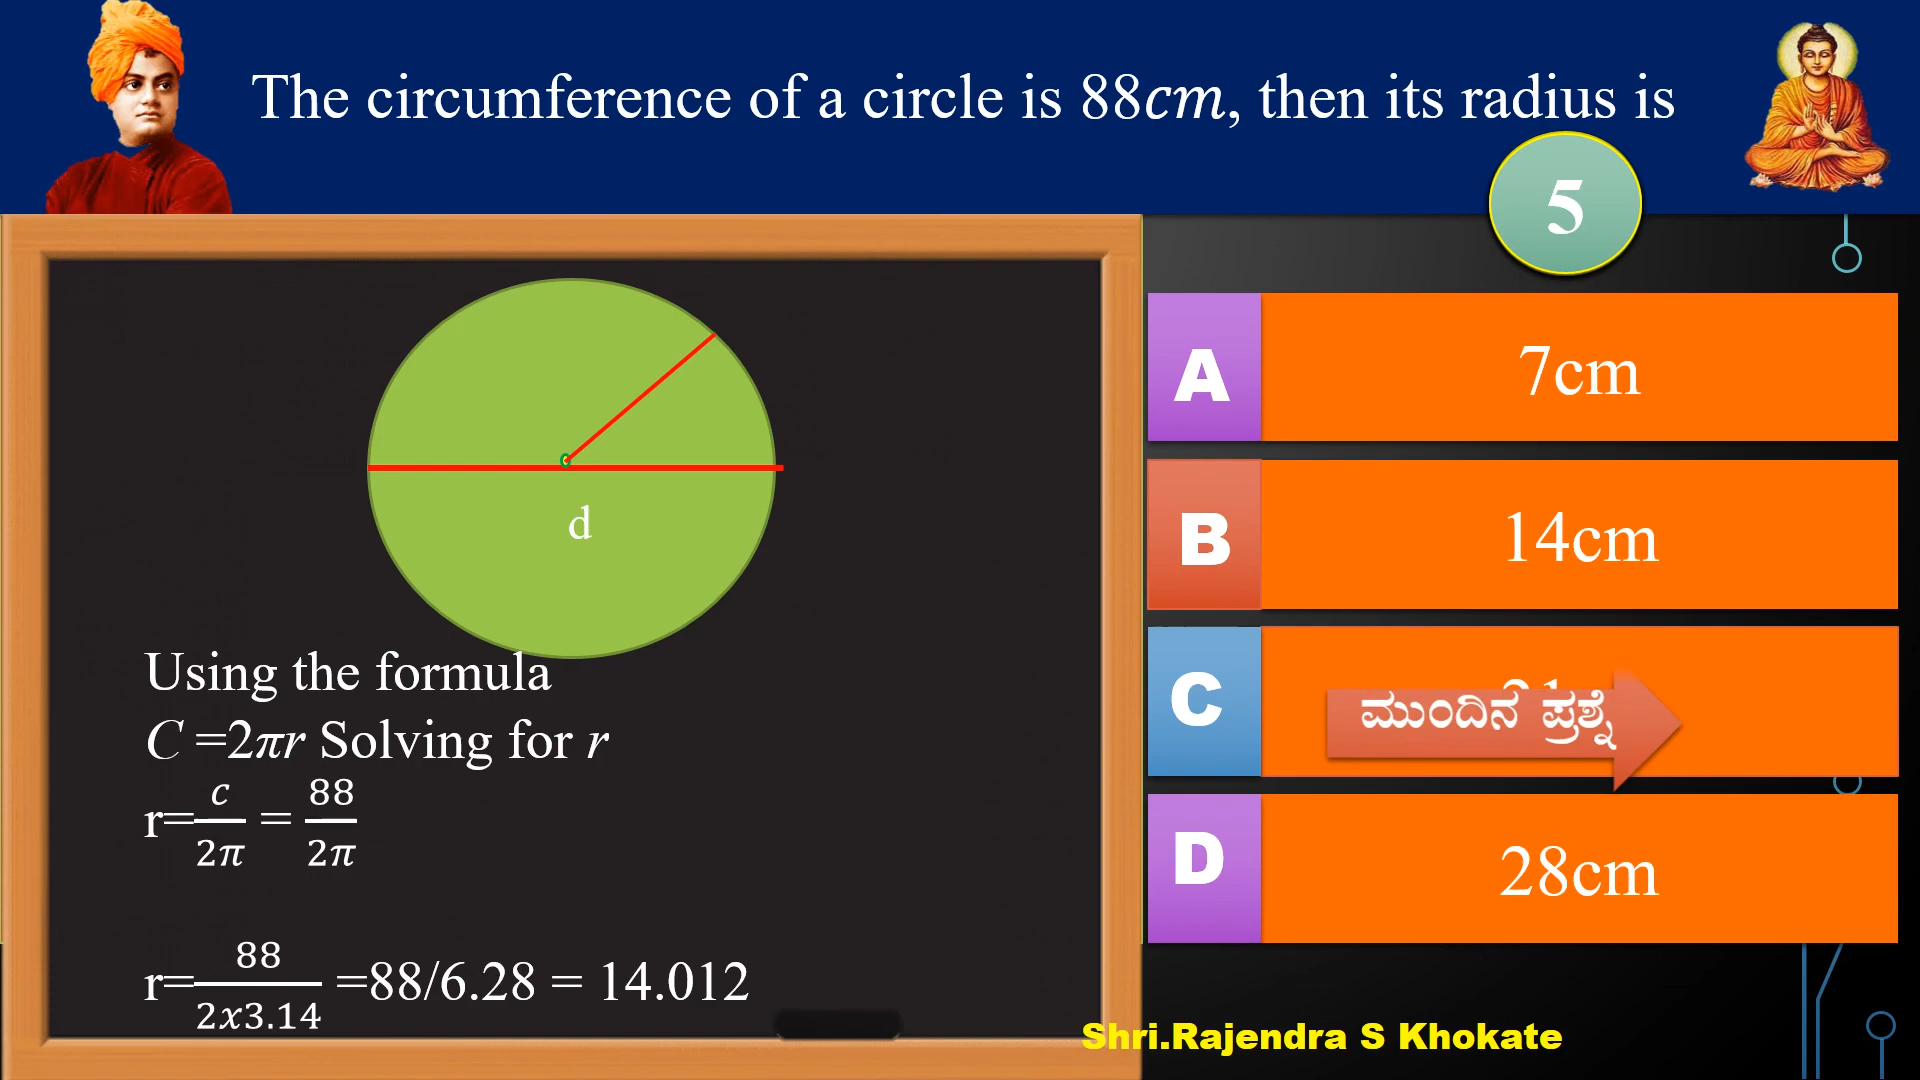 The circumference of a circle is 88cm, then its radius is
5
d
Using the formula
C =2πr Solving for r
r=c/2π = 88/2π
r=88/2x3.14 =88/6.28 = 14.012
A
7cm
B
14cm
C
ಮುಂದಿನ ಪ್ರಶ್ನೆ
D
28cm
Shri.Rajendra S Khokate